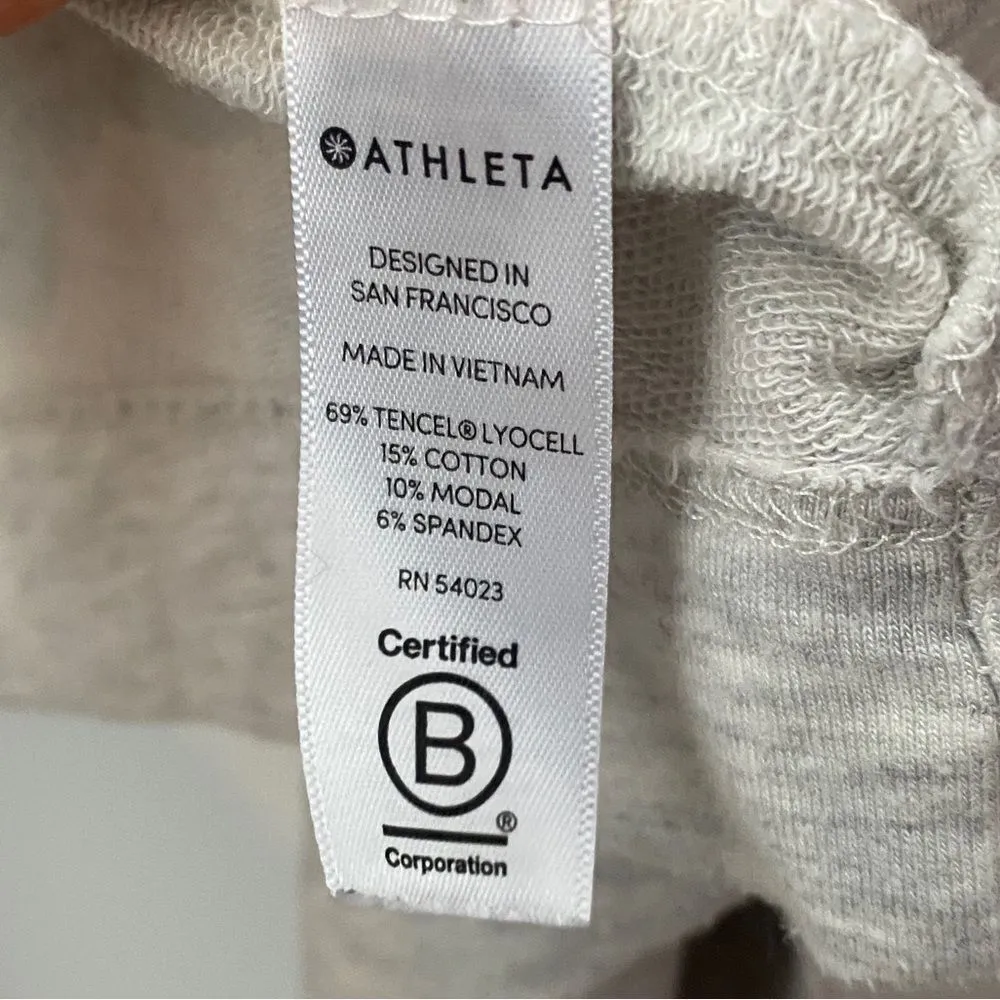 ATHLETA
DESIGNED IN
SAN FRANCISCO
MADE IN VIETNAM
69% TENCEL® LYOCELL
15% COTTON
10% MODAL
6% SPANDEX
RN 54023
Certified
B
®
Corporation